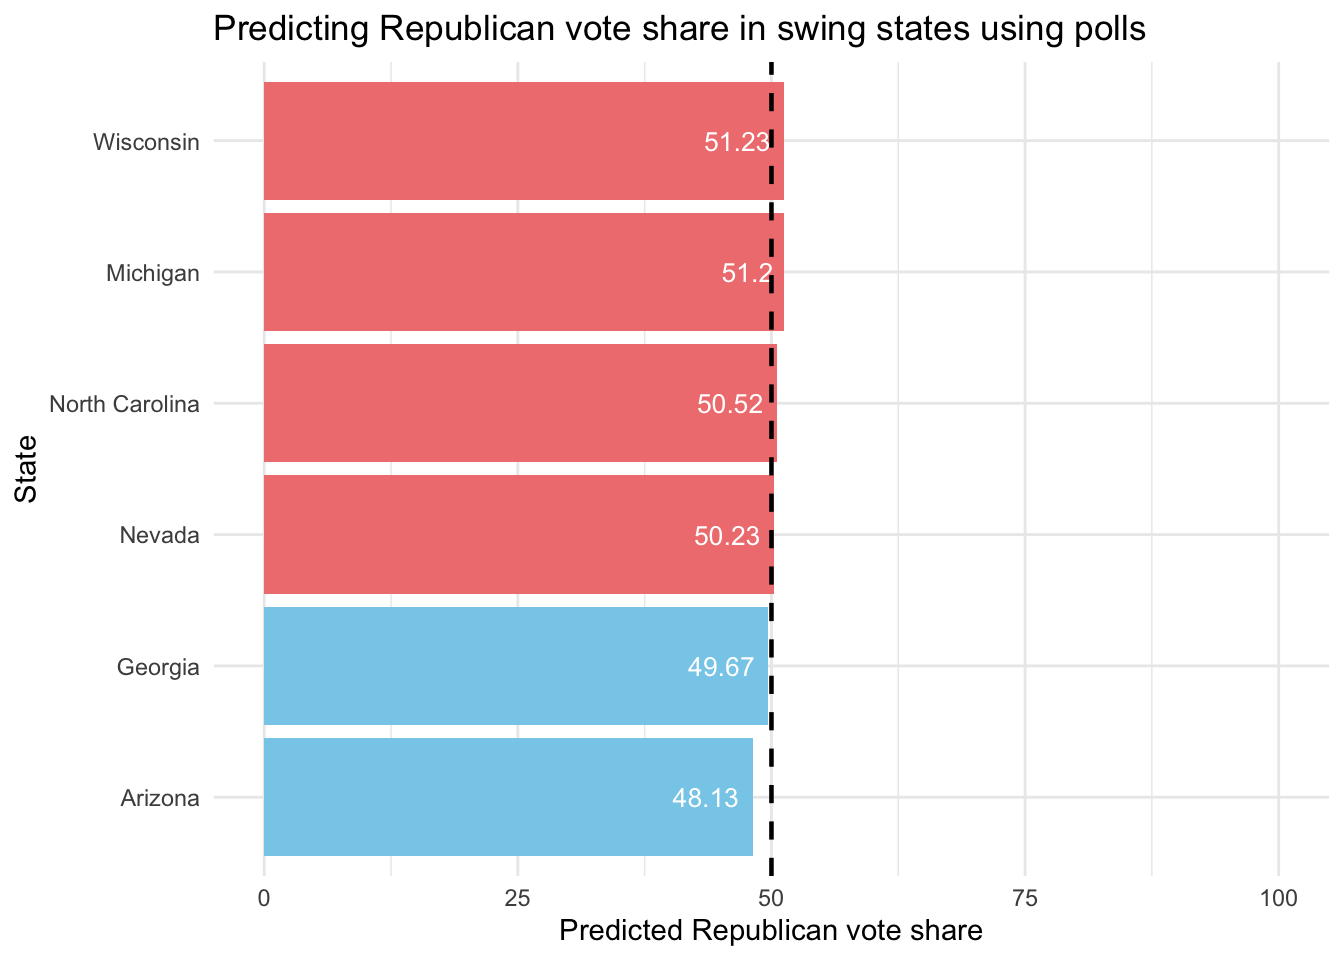 Predicting Republican vote share in swing states using polls
State
Wisconsin
51.23
Michigan
51.2
North Carolina
50.52
Nevada
50.23
Georgia
49.67
Arizona
48.13
0
25
50
75
100
Predicted Republican vote share